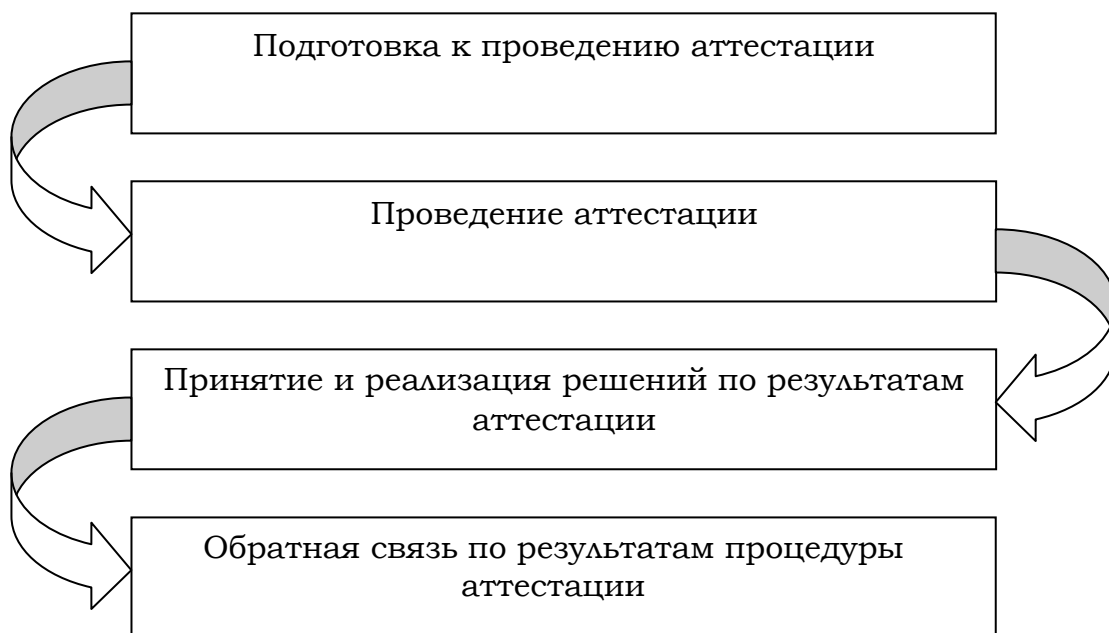 Подготовка к проведению аттестации
Проведение аттестации
Принятие и реализация решений по результатам
аттестации
Обратная связь по результатам процедуры
аттестации